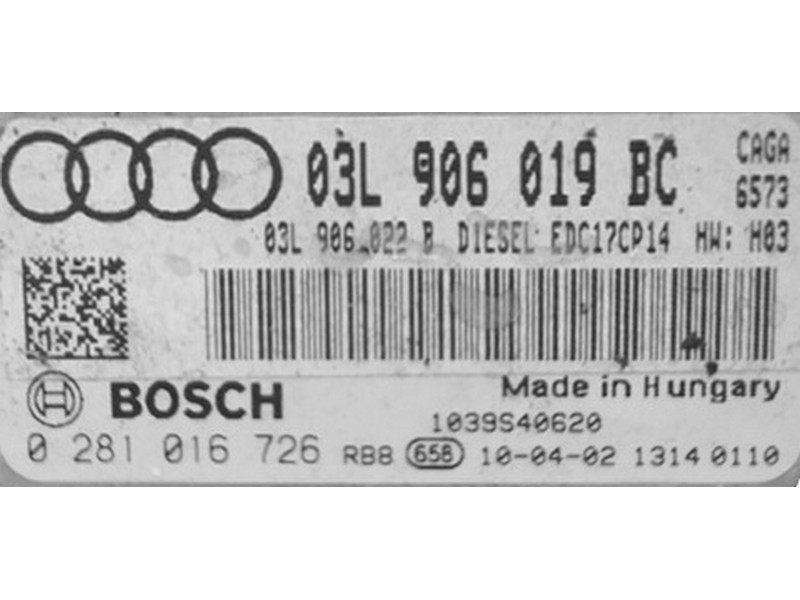 03L 906 019 BC CAGA
6573
03L 906 022 B DIESEL EDC17CP14 HW: H03
BOSCH Made in Hungary
1039S40620
0 281 016 726 RB8 658 10-04-02 1314 0110